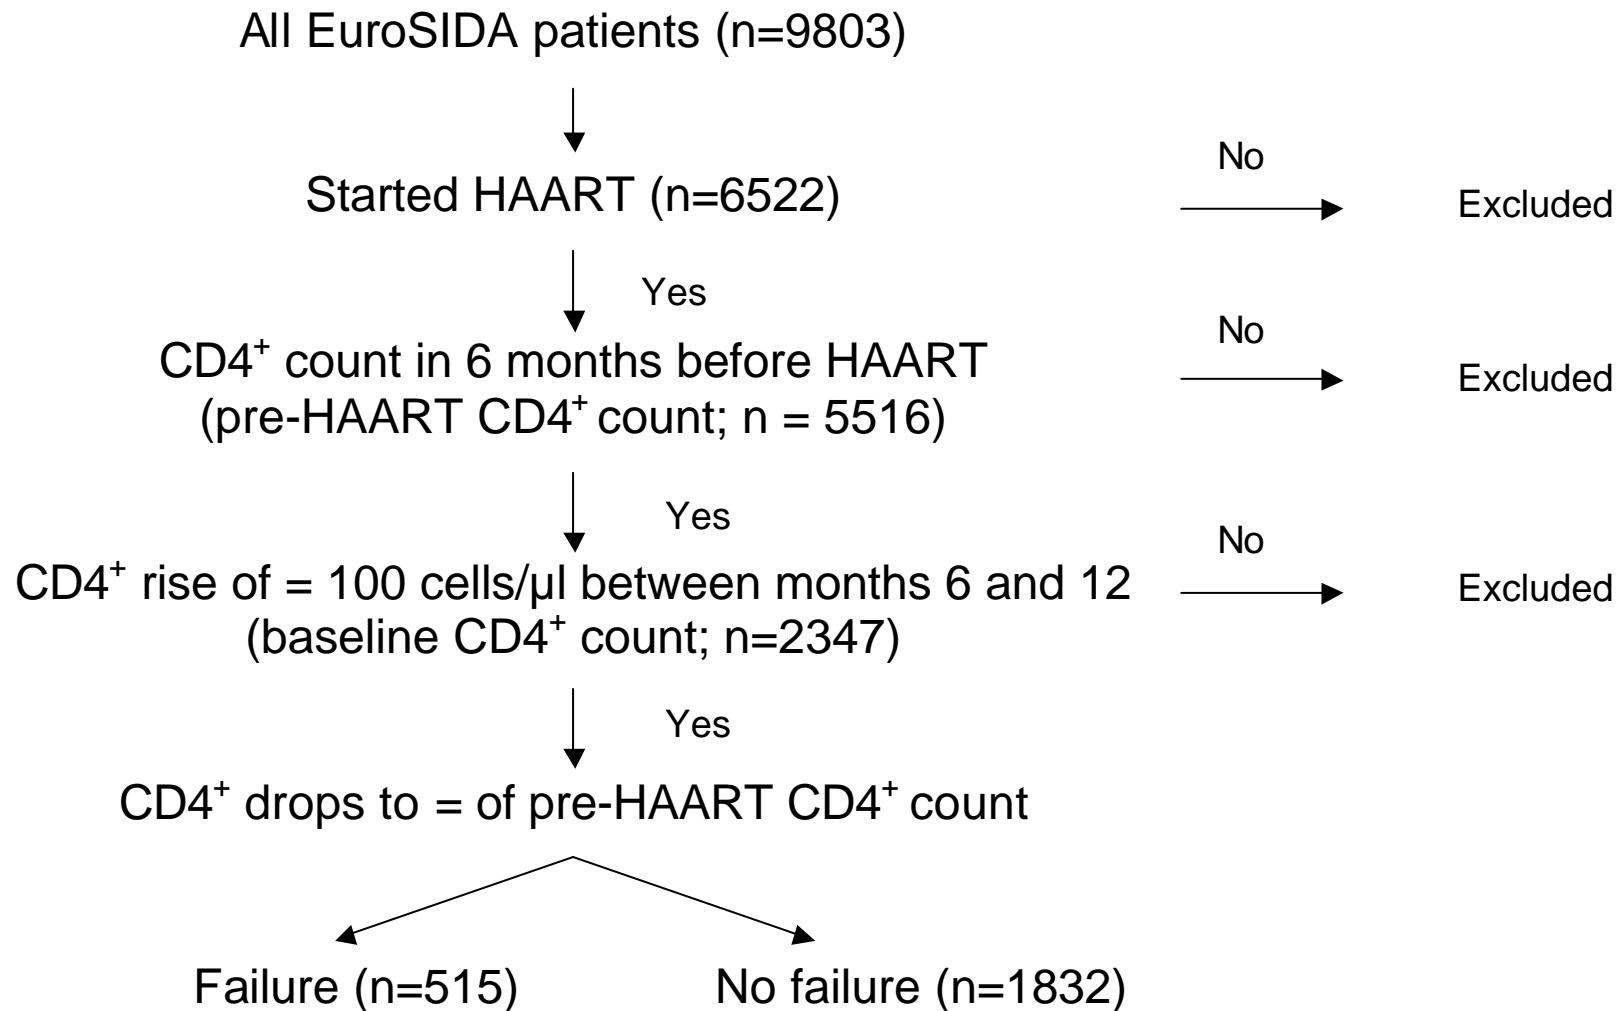 All EuroSIDA patients (n=9803)
No
Started HAART (n=6522)
Excluded
Yes
No
CD4⁺ count in 6 months before HAART
Excluded
(pre-HAART CD4⁺ count; n = 5516)
Yes
No
CD4⁺ rise of = 100 cells/µl between months 6 and 12
Excluded
(baseline CD4⁺ count; n=2347)
Yes
CD4⁺ drops to = of pre-HAART CD4⁺ count
Failure (n=515)
No failure (n=1832)